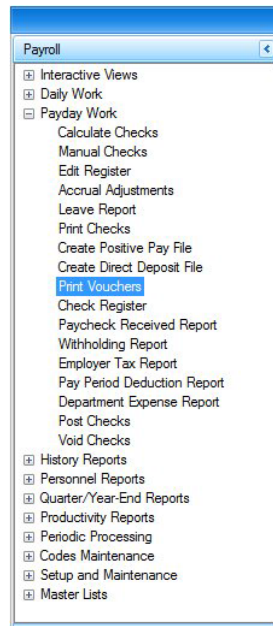 Payroll
Interactive Views
Daily Work
Payday Work
Calculate Checks
Manual Checks
Edit Register
Accrual Adjustments
Leave Report
Print Checks
Create Positive Pay File
Create Direct Deposit File
Print Vouchers
Check Register
Paycheck Received Report
Withholding Report
Employer Tax Report
Pay Period Deduction Report
Department Expense Report
Post Checks
Void Checks
History Reports
Personnel Reports
Quarter/Year-End Reports
Productivity Reports
Periodic Processing
Codes Maintenance
Setup and Maintenance
Master Lists